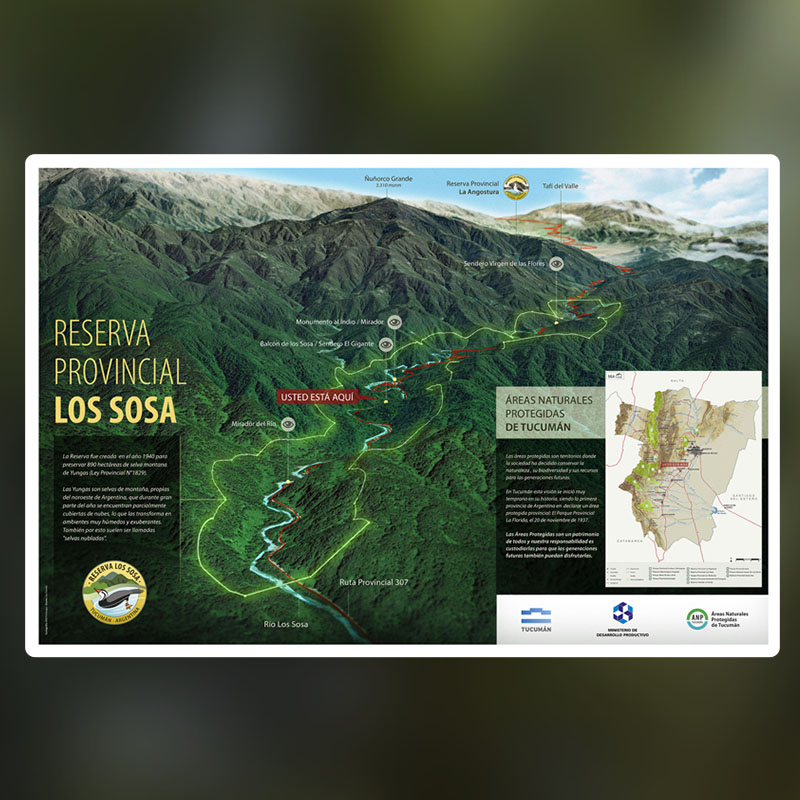 Ñuñorco Grande
3.310 msnm
Reserva Provincial
La Angostura
Tafí del Valle
Sendero Virgen de las Flores
Monumento al Indio / Mirador
Balcón de los Sosa / Sendero El Gigante
USTED ESTÁ AQUÍ
Mirador del Río
Ruta Provincial 307
Río Los Sosa
RESERVA
PROVINCIAL
LOS SOSA
La Reserva fue creada en el año 1940 para
preservar 890 hectáreas de selva montana
de Yungas (Ley Provincial N°1829).
Las Yungas son selvas de montaña, propias
del noroeste de Argentina, que durante gran
parte del año se encuentran parcialmente
cubiertas de nubes, lo que las transforma en
ambientes muy húmedos y exuberantes.
También por esto suelen ser llamadas
"selvas nubladas".
RESERVA LOS SOSA
TUCUMÁN - ARGENTINA
ÁREAS NATURALES
PROTEGIDAS
DE TUCUMÁN
Las áreas protegidas son territorios donde
la sociedad ha decidido conservar la
naturaleza, su biodiversidad y sus recursos
para las generaciones futuras.
En Tucumán esta visión se inició muy
temprano en su historia, siendo la primera
provincia de Argentina en declarar un área
protegida provincial: El Parque Provincial
La Florida, el 20 de noviembre de 1937.
Las Áreas Protegidas son un patrimonio
de todos y nuestra responsabilidad es
custodiarlas para que las generaciones
futuras también puedan disfrutarlas.
SALTA
SANTIAGO
DEL ESTERO
CATAMARCA
TUCUMÁN
MINISTERIO DE
DESARROLLO PRODUCTIVO
ANP
Áreas Naturales
Protegidas
de Tucumán